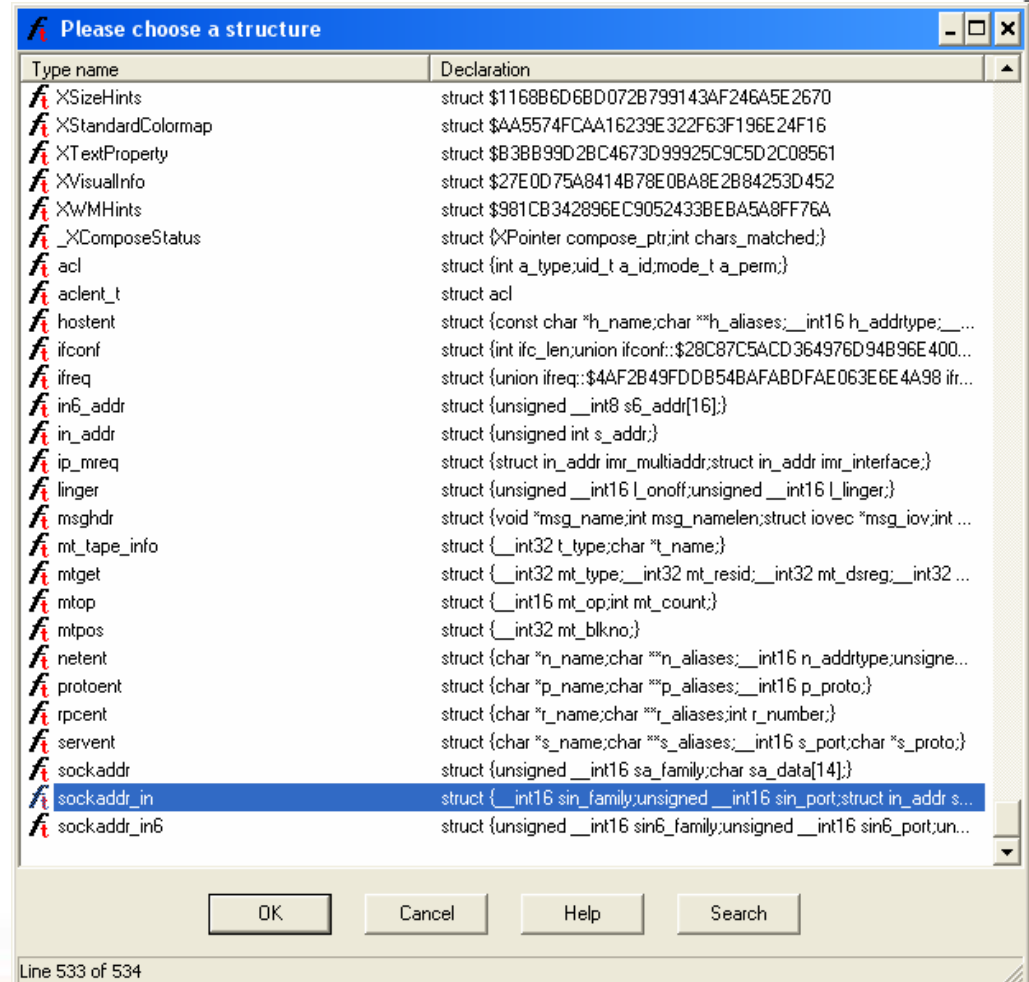 Please choose a structure
Type name Declaration
XSizeHints struct $1168B6D6BD072B799143AF246A5E2670
XStandardColormap struct $AA5574FCAA16239E322F63F196E24F16
XTextProperty struct $B3BB99D2BC4673D99925C9C5D2C08561
XVisualInfo struct $27E0D75A8414B78E0BA8E2B84253D452
XWMHints struct $981CB342896EC9052433BEBA5A8FF76A
_XComposeStatus struct {XPointer compose_ptr;int chars_matched;}
acl struct {int a_type;uid_t a_id;mode_t a_perm;}
aclent_t struct acl
hostent struct {const char *h_name;char **h_aliases;__int16 h_addrtype;__...
ifconf struct {int ifc_len;union ifconf::$28C87C5ACD364976D94B96E400...
ifreq struct {union ifreq::$4AF2B49FDDB54BAFABDFAE063E6E4A98 ifr...
in6_addr struct {unsigned __int8 s6_addr[16];}
in_addr struct {unsigned int s_addr;}
ip_mreq struct {struct in_addr imr_multiaddr;struct in_addr imr_interface;}
linger struct {unsigned __int16 l_onoff;unsigned __int16 l_linger;}
msghdr struct {void *msg_name;int msg_namelen;struct iovec *msg_iov;int ...
mt_tape_info struct {__int32 t_type;char *t_name;}
mtget struct {__int32 mt_type;__int32 mt_resid;__int32 mt_dsreg;__int32 ...
mtop struct {__int16 mt_op;int mt_count;}
mtpos struct {__int32 mt_blkno;}
netent struct {char *n_name;char **n_aliases;__int16 n_addrtype;unsigne...
protoent struct {char *p_name;char **p_aliases;__int16 p_proto;}
rpcent struct {char *r_name;char **r_aliases;int r_number;}
servent struct {char *s_name;char **s_aliases;__int16 s_port;char *s_proto;}
sockaddr struct {unsigned __int16 sa_family;char sa_data[14];}
sockaddr_in struct {__int16 sin_family;unsigned __int16 sin_port;struct in_addr s...
sockaddr_in6 struct {unsigned __int16 sin6_family;unsigned __int16 sin6_port;un...
OK Cancel Help Search
Line 533 of 534